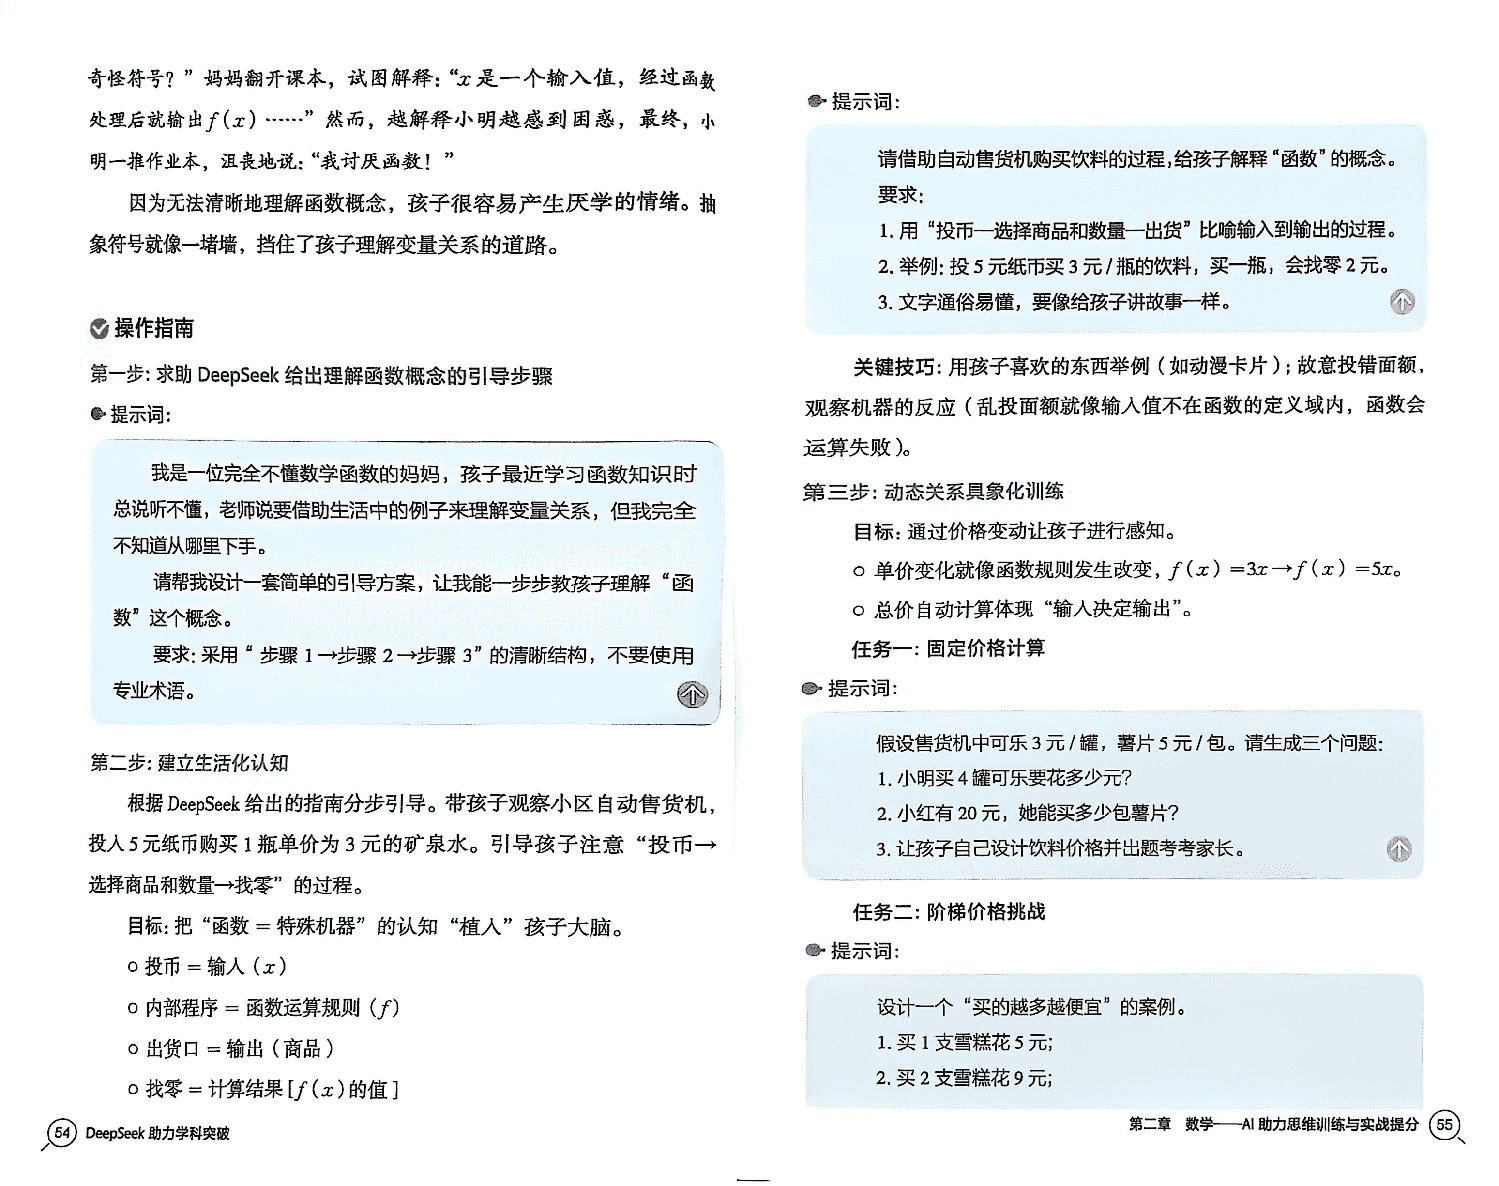 奇怪符号？”妈妈翻开课本，试图解释：“x 是一个输入值，经过函数
处理后就输出 f（x）……”然而，越解释小明越感到困惑，最终，小
明一推作业本，沮丧地说：“我讨厌函数！”
因为无法清晰地理解函数概念，孩子很容易产生厌学的情绪。抽
象符号就像一堵墙，挡住了孩子理解变量关系的道路。
操作指南
第一步：求助 DeepSeek 给出理解函数概念的引导步骤
提示词：
我是一位完全不懂数学函数的妈妈，孩子最近学习函数知识时
总说听不懂，老师说要借助生活中的例子来理解变量关系，但我完全
不知道从哪里下手。
请帮我设计一套简单的引导方案，让我能一步步教孩子理解“函
数”这个概念。
要求：采用“步骤 1→步骤 2→步骤 3”的清晰结构，不要使用
专业术语。
第二步：建立生活化认知
根据 DeepSeek 给出的指南分步引导。带孩子观察小区自动售货机，
投入 5 元纸币购买 1 瓶单价为 3 元的矿泉水。引导孩子注意“投币→
选择商品和数量→找零”的过程。
目标：把“函数 = 特殊机器”的认知“植入”孩子大脑。
○ 投币 = 输入（x）
○ 内部程序 = 函数运算规则（f）
○ 出货口 = 输出（商品）
○ 找零 = 计算结果 [f（x）的值]
54 DeepSeek 助力学科突破
提示词：
请借助自动售货机购买饮料的过程，给孩子解释“函数”的概念。
要求：
1. 用“投币—选择商品和数量—出货”比喻输入到输出的过程。
2. 举例：投 5 元纸币买 3 元 / 瓶的饮料，买一瓶，会找零 2 元。
3. 文字通俗易懂，要像给孩子讲故事一样。
关键技巧：用孩子喜欢的东西举例（如动漫卡片）；故意投错面额，
观察机器的反应（乱投面额就像输入值不在函数的定义域内，函数会
运算失败）。
第三步：动态关系具象化训练
目标：通过价格变动让孩子进行感知。
○ 单价变化就像函数规则发生改变，f（x）=3x→f（x）=5x。
○ 总价自动计算体现“输入决定输出”。
任务一：固定价格计算
提示词：
假设售货机中可乐 3 元 / 罐，薯片 5 元 / 包。请生成三个问题：
1. 小明买 4 罐可乐要花多少元？
2. 小红有 20 元，她能买多少包薯片？
3. 让孩子自己设计饮料价格并出题考考家长。
任务二：阶梯价格挑战
提示词：
设计一个“买的越多越便宜”的案例。
1. 买 1 支雪糕花 5 元；
2. 买 2 支雪糕花 9 元；
第二章 数学——AI 助力思维训练与实战提分 55